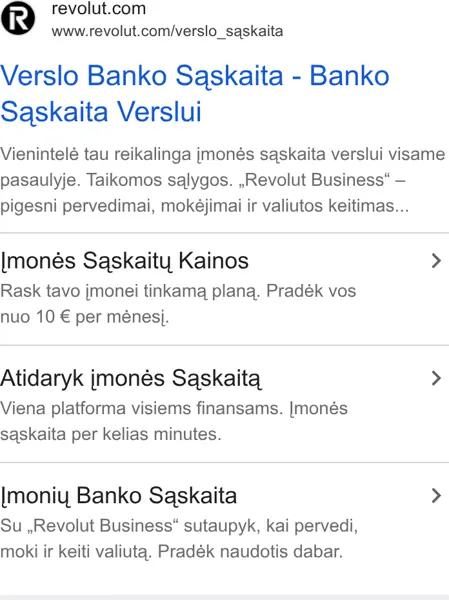 revolut.com
www.revolut.com/verslo_sąskaita
Verslo Banko Sąskaita - Banko
Sąskaita Verslui
Vienintelė tau reikalinga įmonės sąskaita verslui visame
pasaulyje. Taikomos sąlygos. „Revolut Business“ –
pigesni pervedimai, mokėjimai ir valiutos keitimas...
Įmonės Sąskaitų Kainos
Rask tavo įmonei tinkamą planą. Pradėk vos
nuo 10 € per mėnesį.
Atidaryk įmonės Sąskaitą
Viena platforma visiems finansams. Įmonės
sąskaita per kelias minutes.
Įmonių Banko Sąskaita
Su „Revolut Business“ sutaupyk, kai pervedi,
moki ir keiti valiutą. Pradėk naudotis dabar.